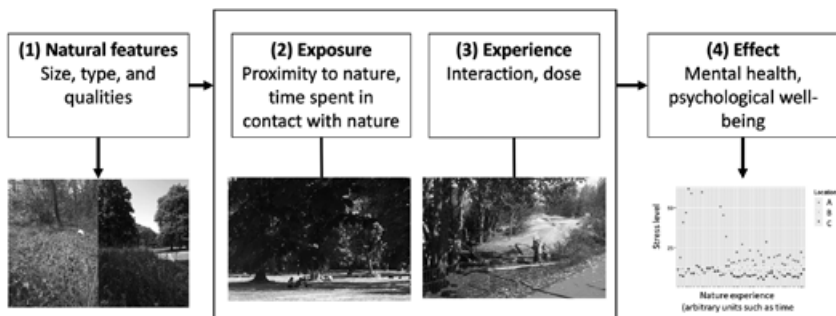 (1) Natural features
Size, type, and
qualities
(2) Exposure
Proximity to nature,
time spent in
contact with nature
(3) Experience
Interaction, dose
(4) Effect
Mental health,
psychological well-
being
Location
A
B
C
Stress level
25
Nature experience
(arbitrary units such as time